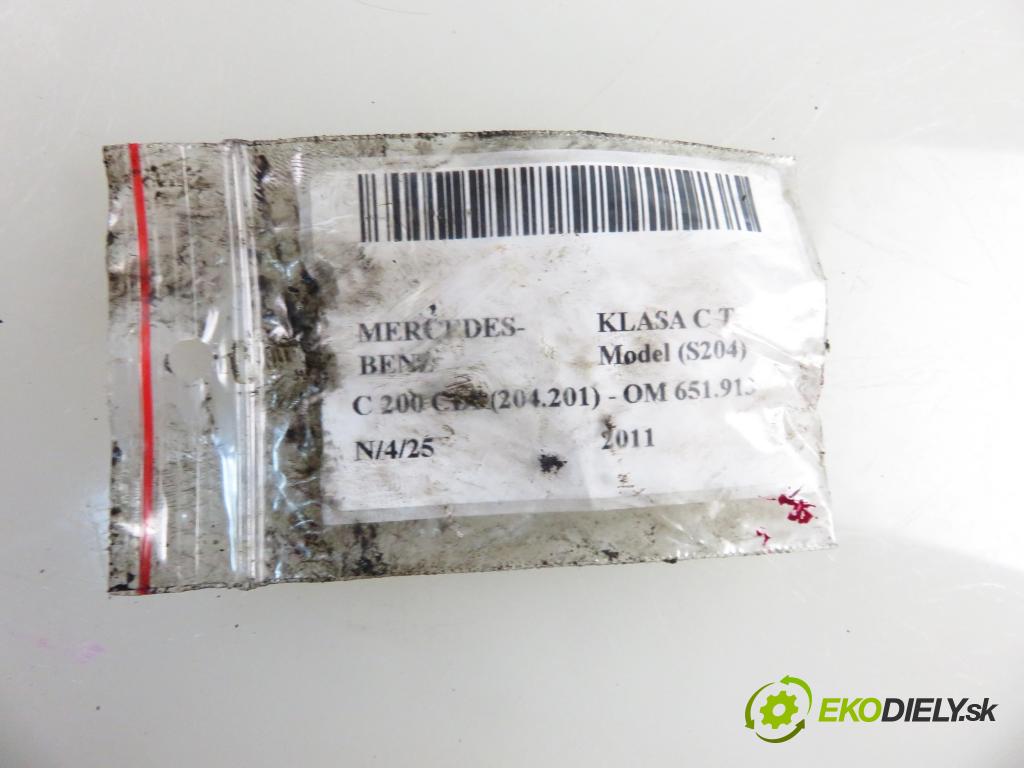 MERCEDES- KLASA C T
BENZ Model (S204)
C 200 CDI (204.201) - OM 651.913
N/4/25 2011
EKODIELY.sk